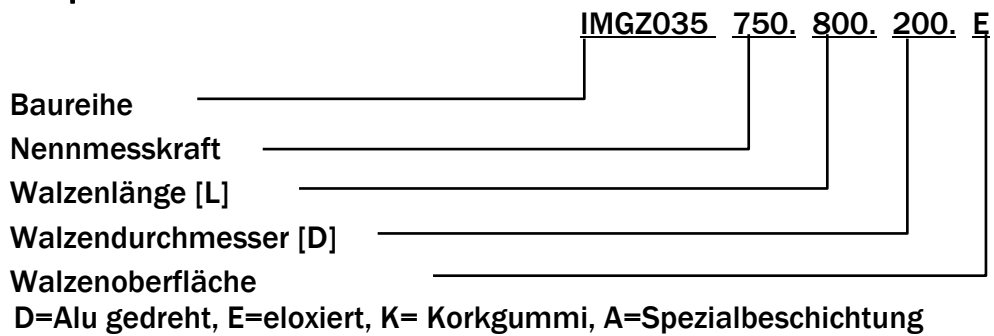 IMGZ035 750. 800. 200. E
Baureihe
Nennmesskraft
Walzenlänge [L]
Walzendurchmesser [D]
Walzenoberfläche
D=Alu gedreht, E=eloxiert, K= Korkgummi, A=Spezialbeschichtung